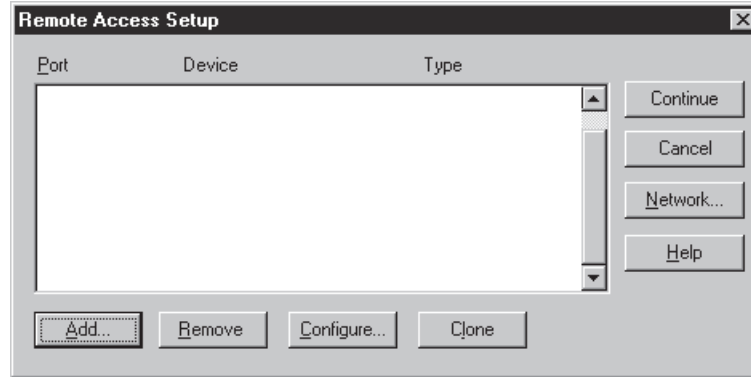 Remote Access Setup
Port Device Type
Continue
Cancel
Network...
Help
Add... Remove Configure... Clone